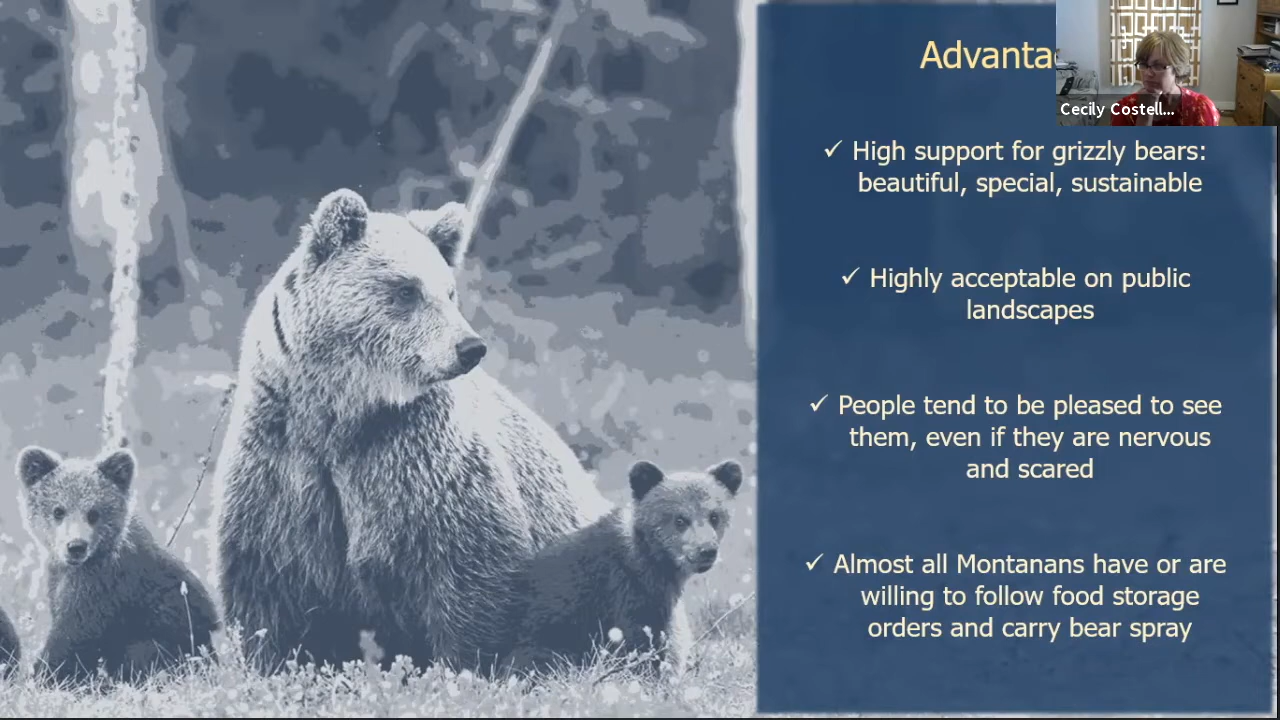 Advanta
Cecily Costell...
✓ High support for grizzly bears:
beautiful, special, sustainable
✓ Highly acceptable on public
landscapes
✓ People tend to be pleased to see
them, even if they are nervous
and scared
✓ Almost all Montanans have or are
willing to follow food storage
orders and carry bear spray